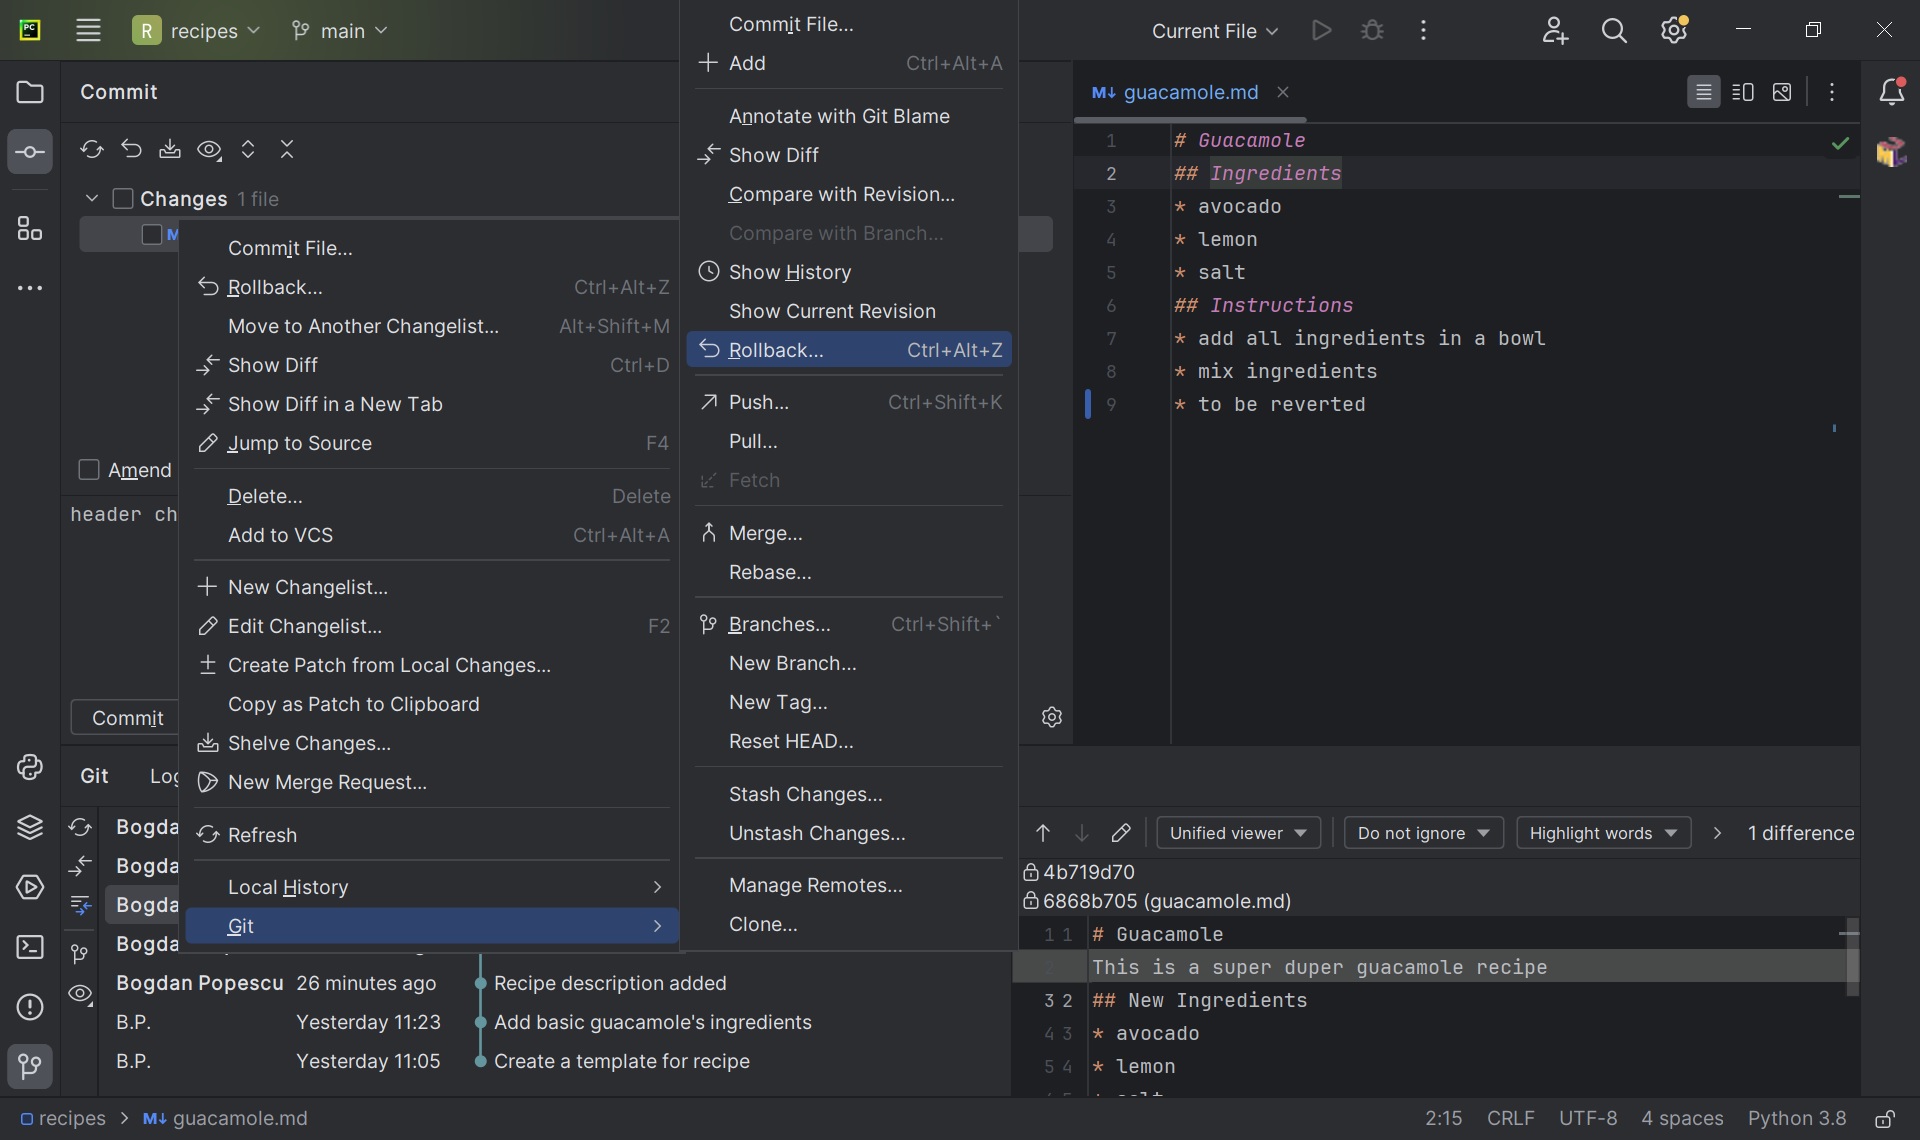 PC
R recipes
main
Current File
Commit
Changes 1 file
M
Amend
header ch
Commit
Commit File...
Rollback... Ctrl+Alt+Z
Move to Another Changelist... Alt+Shift+M
Show Diff Ctrl+D
Show Diff in a New Tab
Jump to Source F4
Delete... Delete
Add to VCS Ctrl+Alt+A
New Changelist...
Edit Changelist... F2
Create Patch from Local Changes...
Copy as Patch to Clipboard
Shelve Changes...
New Merge Request...
Refresh
Local History
Git
Commit File...
Add Ctrl+Alt+A
Annotate with Git Blame
Show Diff
Compare with Revision...
Compare with Branch...
Show History
Show Current Revision
Rollback... Ctrl+Alt+Z
Push... Ctrl+Shift+K
Pull...
Fetch
Merge...
Rebase...
Branches... Ctrl+Shift+`
New Branch...
New Tag...
Reset HEAD...
Stash Changes...
Unstash Changes...
Manage Remotes...
Clone...
M↓ guacamole.md
1 # Guacamole
2 ## Ingredients
3 * avocado
4 * lemon
5 * salt
6 ## Instructions
7 * add all ingredients in a bowl
8 * mix ingredients
9 * to be reverted
Git Log
Bogda
Bogda
Bogda
Bogda
Bogdan Popescu 26 minutes ago Recipe description added
B.P. Yesterday 11:23 Add basic guacamole's ingredients
B.P. Yesterday 11:05 Create a template for recipe
Unified viewer Do not ignore Highlight words 1 difference
4b719d70
6868b705 (guacamole.md)
1 1 # Guacamole
2 This is a super duper guacamole recipe
3 2 ## New Ingredients
4 3 * avocado
5 4 * lemon
recipes > M↓ guacamole.md
2:15 CRLF UTF-8 4 spaces Python 3.8